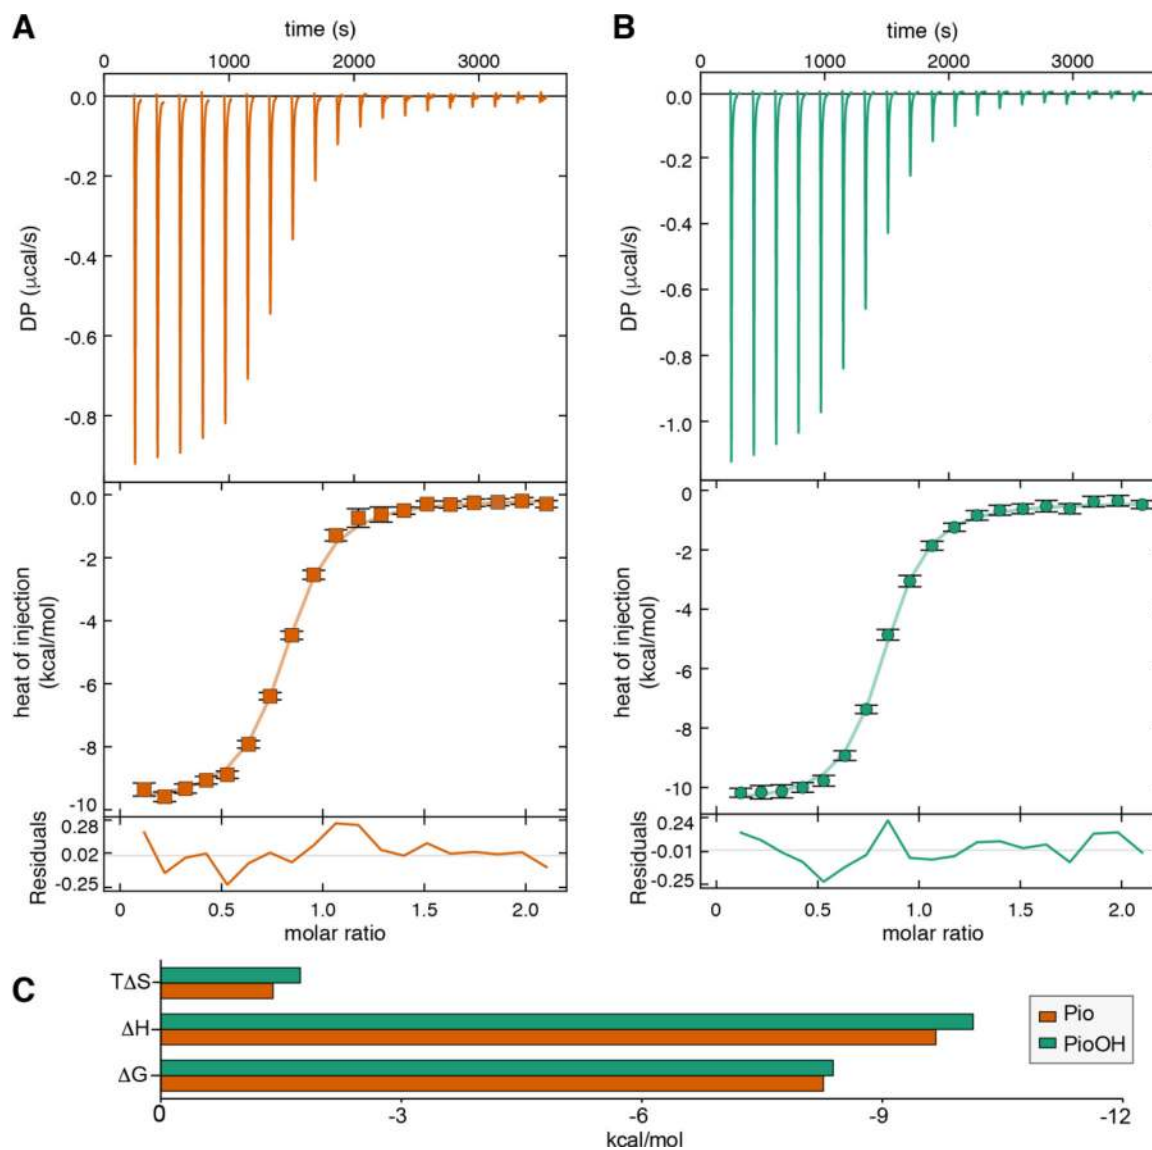 A
time (s)
0 1000 2000 3000
0.0
-0.2
-0.4
-0.6
-0.8
DP (μcal/s)
0.0
-2
-4
-6
-8
-10
heat of injection
(kcal/mol)
0.28
0.02
-0.25
Residuals
0 0.5 1.0 1.5 2.0
molar ratio
B
time (s)
0 1000 2000 3000
0.0
-0.2
-0.4
-0.6
-0.8
-1.0
DP (μcal/s)
0
-2
-4
-6
-8
-10
heat of injection
(kcal/mol)
0.24
-0.01
-0.25
Residuals
0 0.5 1.0 1.5 2.0
molar ratio
C
TΔS
ΔH
ΔG
Pio
PioOH
0 -3 -6 -9 -12
kcal/mol